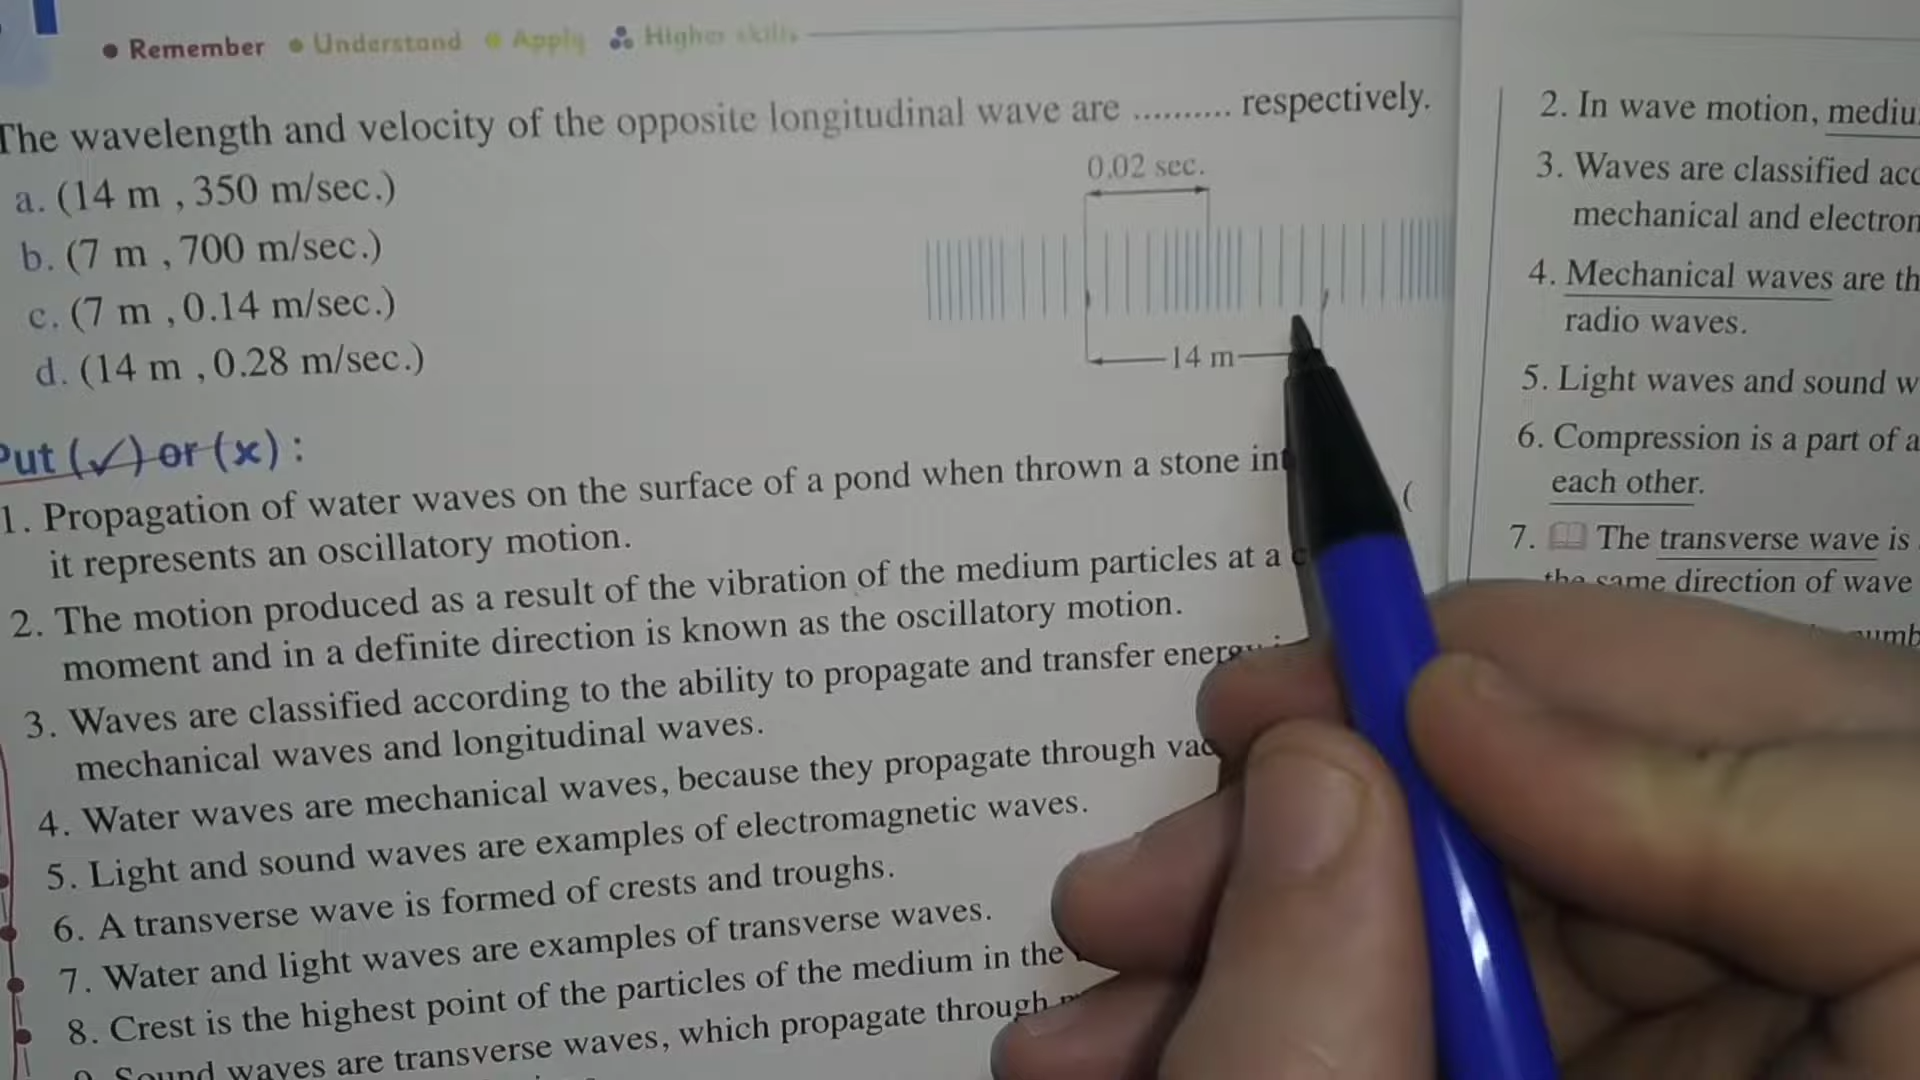 Remember Understand Apply Higher skills
The wavelength and velocity of the opposite longitudinal wave are .......... respectively.
a. (14 m , 350 m/sec.)
b. (7 m , 700 m/sec.)
c. (7 m , 0.14 m/sec.)
d. (14 m , 0.28 m/sec.)
0.02 sec.
14 m
Put (✓) or (x) :
1. Propagation of water waves on the surface of a pond when thrown a stone
it represents an oscillatory motion. (
2. The motion produced as a result of the vibration of the medium particles at a
moment and in a definite direction is known as the oscillatory motion.
3. Waves are classified according to the ability to propagate and transfer energy
mechanical waves and longitudinal waves.
4. Water waves are mechanical waves, because they propagate through
5. Light and sound waves are examples of electromagnetic waves.
6. A transverse wave is formed of crests and troughs.
7. Water and light waves are examples of transverse waves.
8. Crest is the highest point of the particles of the medium in the
Sound waves are transverse waves, which propagate through
2. In wave motion,
3. Waves are classified
mechanical and
4. Mechanical waves are
radio waves.
5. Light waves and sound
6. Compression is a part of a
each other.
7. The transverse wave is
the same direction of wave